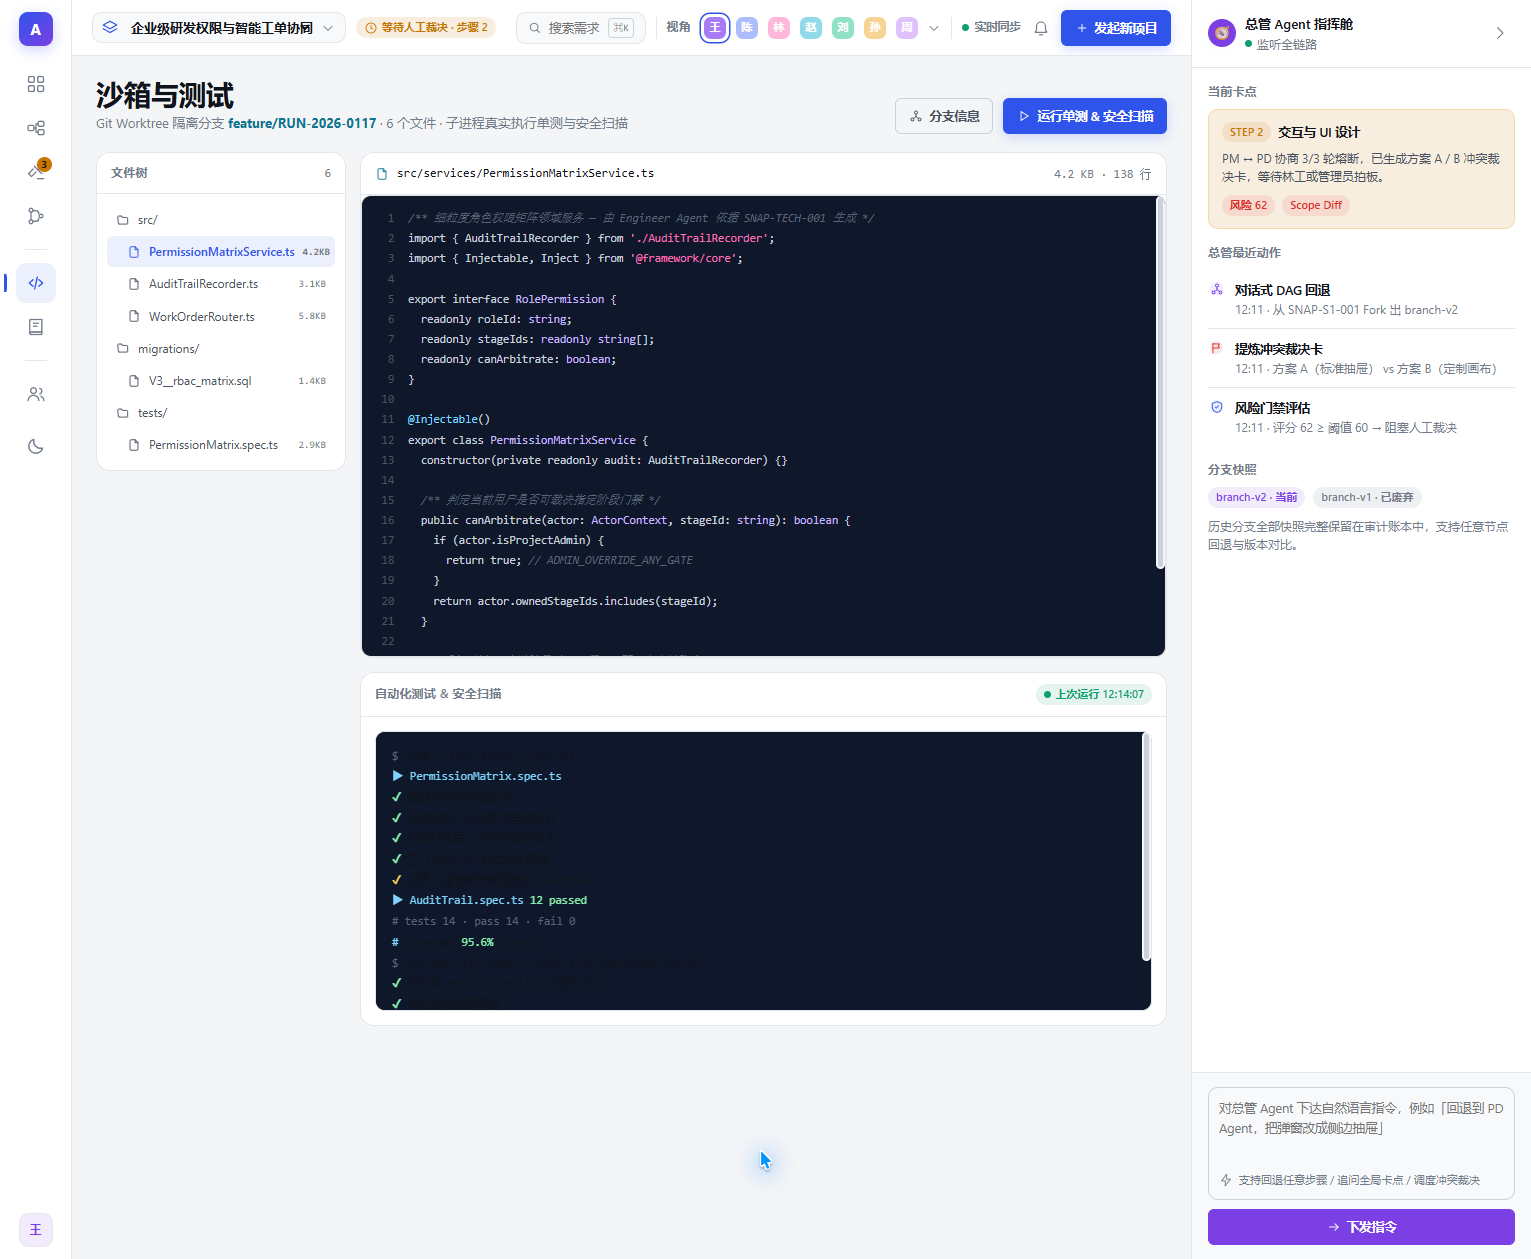 A
企业级研发权限与智能工单协同
等待人工裁决 · 步骤 2
搜索需求 ⌘K
视角 王 陈 林 赵 刘 孙 周
实时同步
+ 发起新项目
3
王
沙箱与测试
Git Worktree 隔离分支 feature/RUN-2026-0117 · 6 个文件 · 子进程真实执行单测与安全扫描
分支信息
运行单测 & 安全扫描
文件树 6
src/
PermissionMatrixService.ts 4.2KB
AuditTrailRecorder.ts 3.1KB
WorkOrderRouter.ts 5.8KB
migrations/
V3__rbac_matrix.sql 1.4KB
tests/
PermissionMatrix.spec.ts 2.9KB
src/services/PermissionMatrixService.ts 4.2 KB · 138 行
1 /** 细粒度角色权限矩阵领域服务 — 由 Engineer Agent 依据 SNAP-TECH-001 生成 */
2 import { AuditTrailRecorder } from './AuditTrailRecorder';
3 import { Injectable, Inject } from '@framework/core';
4
5 export interface RolePermission {
6 readonly roleId: string;
7 readonly stageIds: readonly string[];
8 readonly canArbitrate: boolean;
9 }
10
11 @Injectable()
12 export class PermissionMatrixService {
13 constructor(private readonly audit: AuditTrailRecorder) {}
14
15 /** 判定当前用户是否可裁决指定阶段门禁 */
16 public canArbitrate(actor: ActorContext, stageId: string): boolean {
17 if (actor.isProjectAdmin) {
18 return true; // ADMIN_OVERRIDE_ANY_GATE
19 }
20 return actor.ownedStageIds.includes(stageId);
21 }
22
自动化测试 & 安全扫描
上次运行 12:14:07
$
▶ PermissionMatrix.spec.ts
✓
✓
✓
✓
✓
▶ AuditTrail.spec.ts 12 passed
# tests 14 · pass 14 · fail 0
# 95.6%
$
✓
✓
总管 Agent 指挥舱
监听全链路
当前卡点
STEP 2 交互与 UI 设计
PM ↔ PD 协商 3/3 轮熔断，已生成方案 A / B 冲突裁
决卡，等待林工或管理员拍板。
风险 62 Scope Diff
总管最近动作
对话式 DAG 回退
12:11 · 从 SNAP-S1-001 Fork 出 branch-v2
提炼冲突裁决卡
12:11 · 方案 A（标准抽屉） vs 方案 B（定制画布）
风险门禁评估
12:11 · 评分 62 ≥ 阈值 60 → 阻塞人工裁决
分支快照
branch-v2 · 当前 branch-v1 · 已废弃
历史分支全部快照完整保留在审计账本中，支持任意节点
回退与版本对比。
对总管 Agent 下达自然语言指令，例如「回退到 PD
Agent，把弹窗改成侧边抽屉」
支持回退任意步骤 / 追问全局卡点 / 调度冲突裁决
→ 下发指令